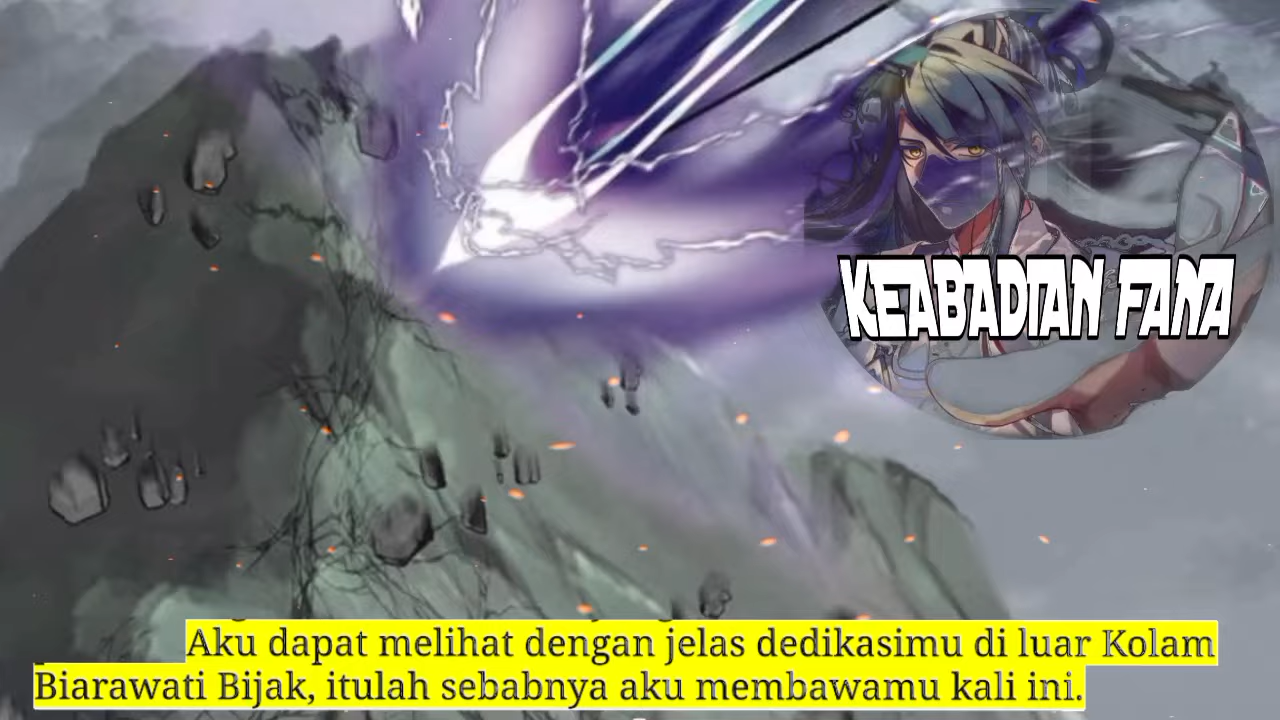 KEABADIAN FANA
Aku dapat melihat dengan jelas dedikasimu di luar Kolam
Biarawati Bijak, itulah sebabnya aku membawamu kali ini.